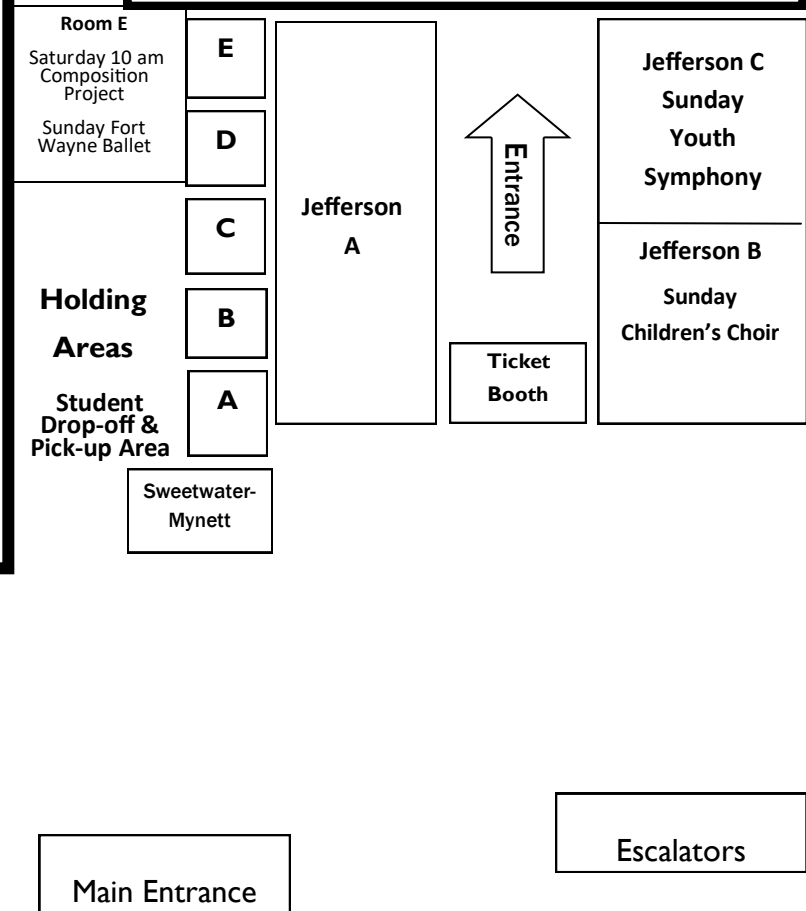 Room E
Saturday 10 am
Composition
Project
Sunday Fort
Wayne Ballet
E
D
C
B
A
Holding
Areas
Student
Drop-off &
Pick-up Area
Sweetwater-
Mynett
Jefferson
A
Entrance
Ticket
Booth
Jefferson C
Sunday
Youth
Symphony
Jefferson B
Sunday
Children’s Choir
Escalators
Main Entrance